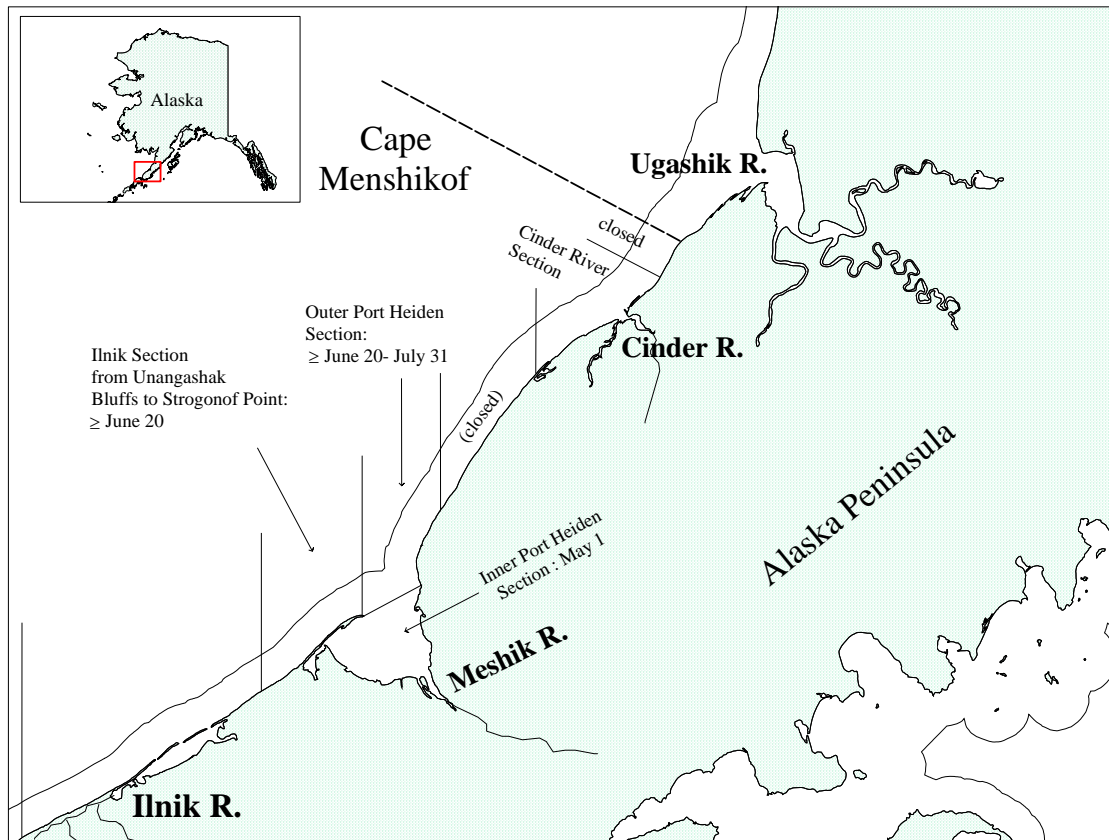 Alaska
Cape
Menshikof
Ugashik R.
closed
Cinder River
Section
Outer Port Heiden
Section:
≥ June 20- July 31
Cinder R.
Ilnik Section
from Unangashak
Bluffs to Strogonof Point:
≥ June 20
(closed)
Alaska Peninsula
Inner Port Heiden
Section : May 1
Meshik R.
Ilnik R.